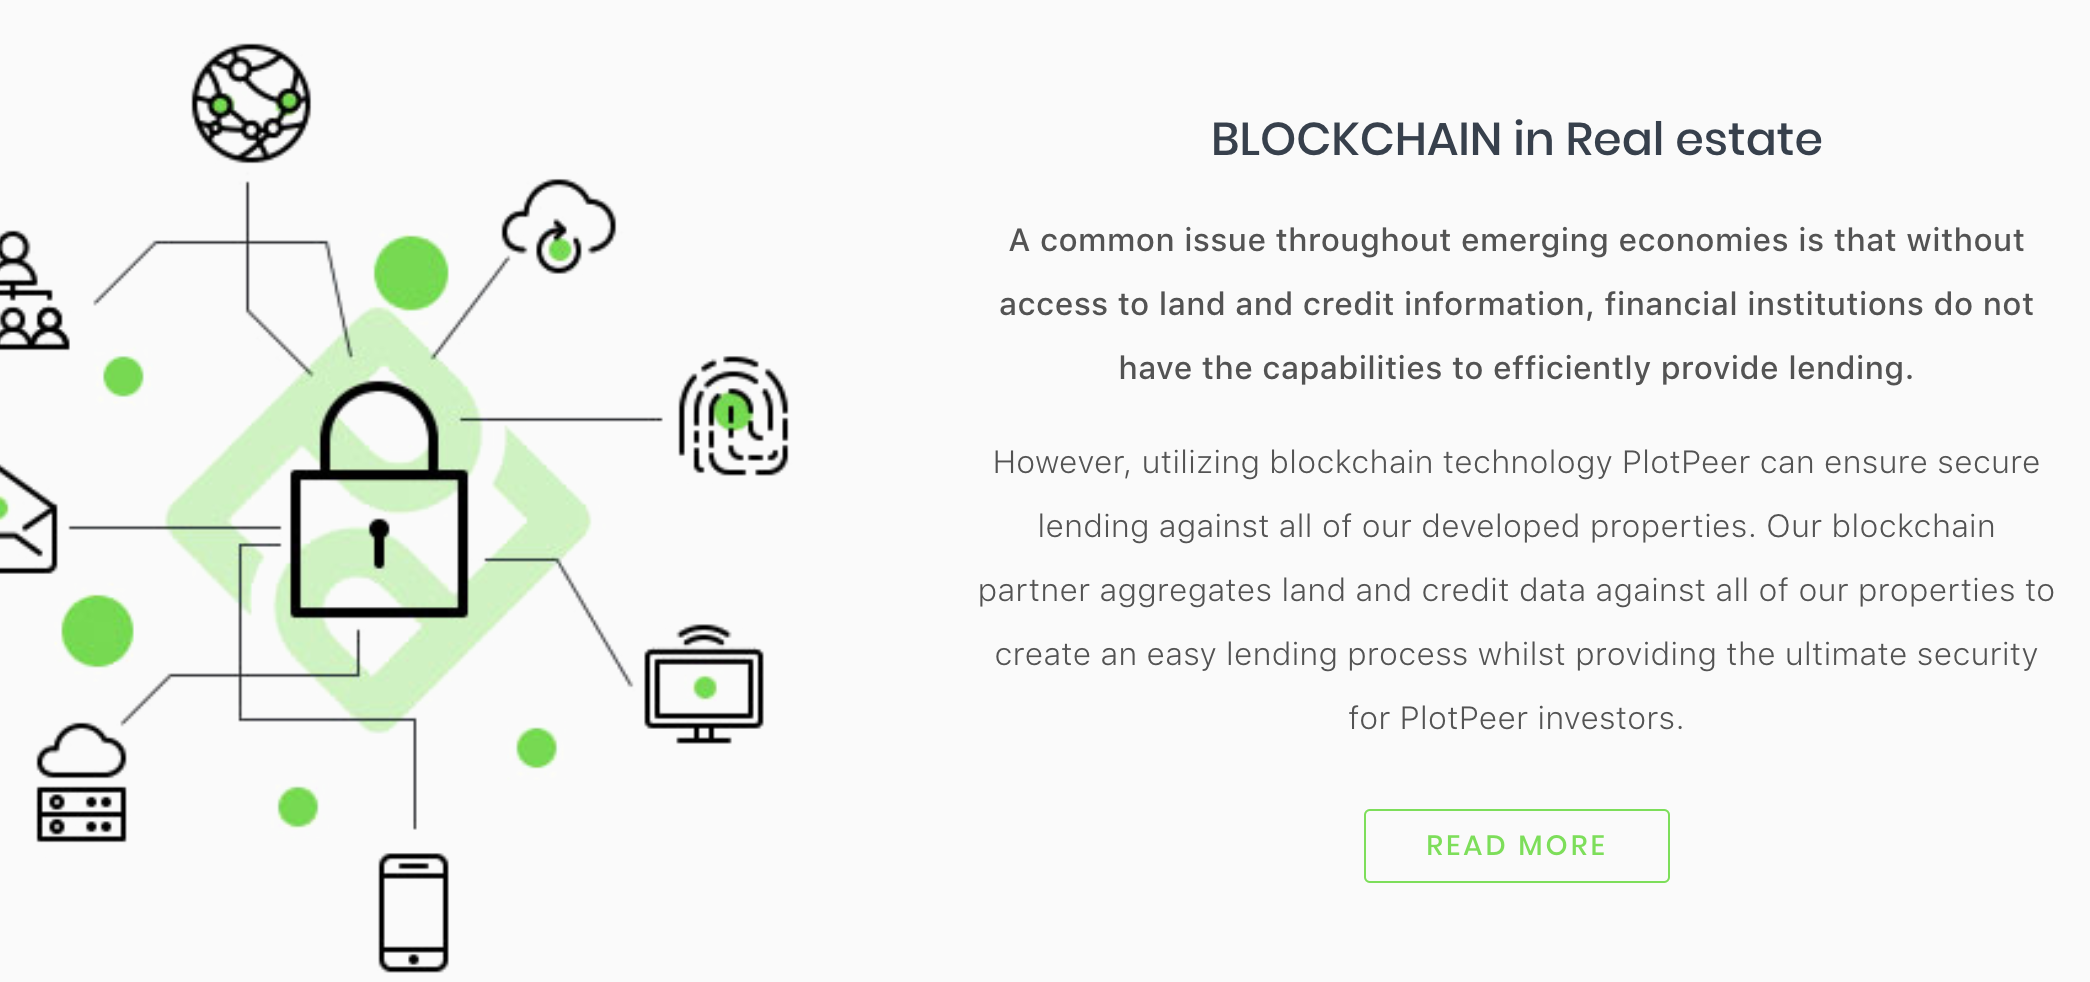 BLOCKCHAIN in Real estate
A common issue throughout emerging economies is that without
access to land and credit information, financial institutions do not
have the capabilities to efficiently provide lending.
However, utilizing blockchain technology PlotPeer can ensure secure
lending against all of our developed properties. Our blockchain
partner aggregates land and credit data against all of our properties to
create an easy lending process whilst providing the ultimate security
for PlotPeer investors.
READ MORE